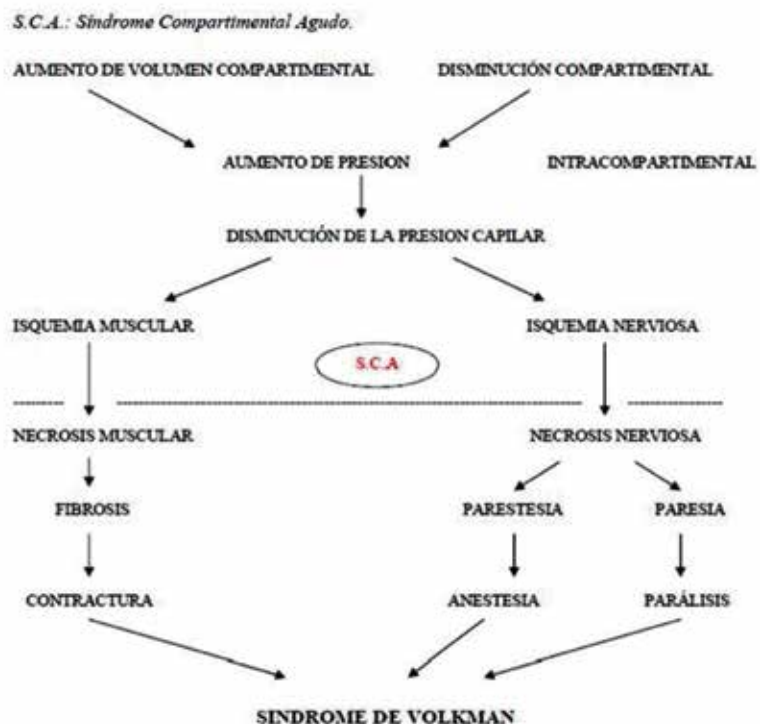 S.C.A.: Síndrome Compartimental Agudo.
AUMENTO DE VOLUMEN COMPARTIMENTAL DISMINUCIÓN COMPARTIMENTAL
AUMENTO DE PRESION INTRACOMPARTIMENTAL
DISMINUCIÓN DE LA PRESION CAPILAR
ISQUEMIA MUSCULAR ISQUEMIA NERVIOSA
S.C.A
NECROSIS MUSCULAR NECROSIS NERVIOSA
FIBROSIS PARESTESIA PARESIA
CONTRACTURA ANESTESIA PARÁLISIS
SINDROME DE VOLKMAN